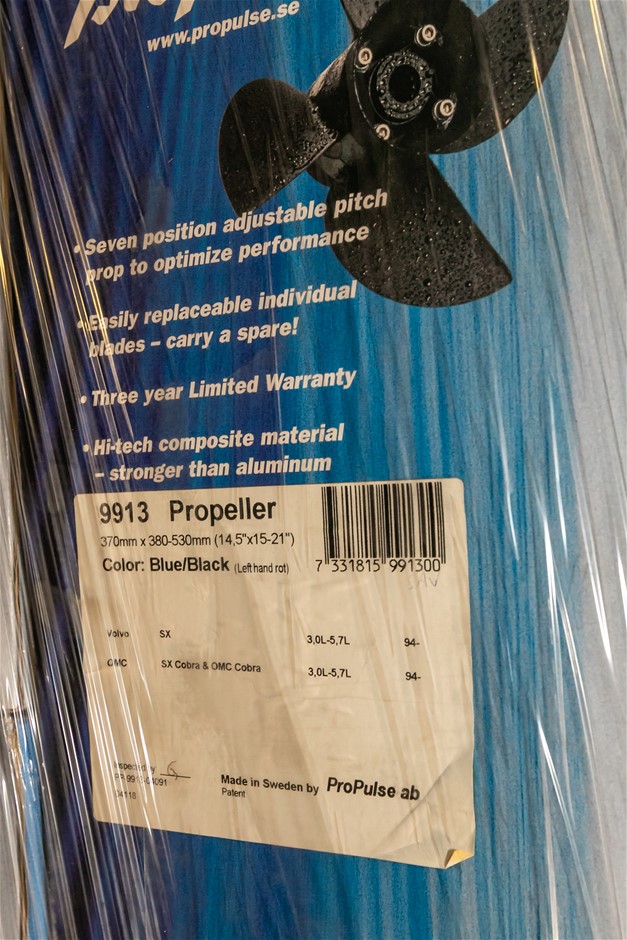 www.propulse.se
• Seven position adjustable pitch
prop to optimize performance
• Easily replaceable individual
blades – carry a spare!
• Three year Limited Warranty
• Hi-tech composite material
– stronger than aluminum
9913 Propeller
370mm x 380-530mm (14,5"x15-21")
Color: Blue/Black (Left hand rot)
7 331815 991300
Volvo SX 3,0L-5,7L 94-
OMC SX Cobra & OMC Cobra 3,0L-5,7L 94-
Inspected by
Made in Sweden by ProPulse ab
Patent
04118